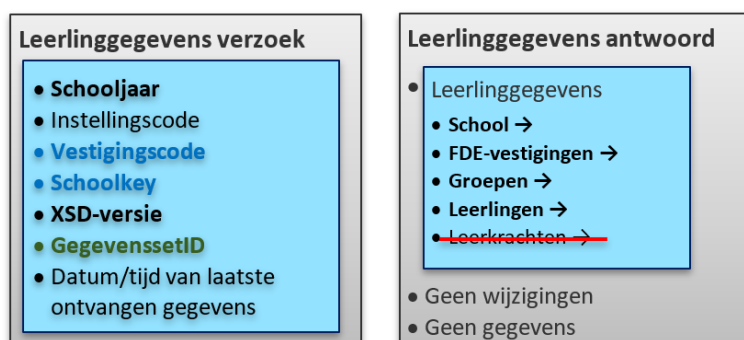 Leerlinggegevens verzoek
• Schooljaar
• Instellingscode
• Vestigingscode
• Schoolkey
• XSD-versie
• GegevenssetID
• Datum/tijd van laatste
ontvangen gegevens
Leerlinggegevens antwoord
• Leerlinggegevens
• School →
• FDE-vestigingen →
• Groepen →
• Leerlingen →
• Leerkrachten →
• Geen wijzigingen
• Geen gegevens